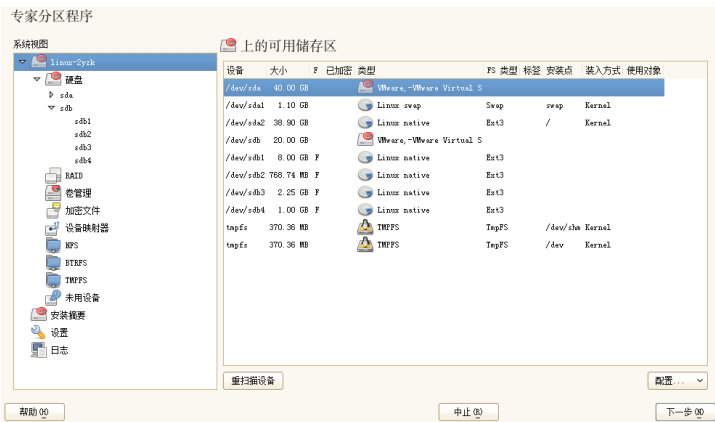 专家分区程序
系统视图
linux-2yzk
硬盘
sda
sdb
sdb1
sdb2
sdb3
sdb4
RAID
卷管理
加密文件
设备映射器
NFS
BTRFS
TMPFS
未用设备
安装摘要
设置
日志
上的可用储存区
设备 大小 F 已加密 类型 FS 类型 标签 安装点 装入方式 使用对象
/dev/sda 40.00 GB VMware,-VMware Virtual S
/dev/sda1 1.10 GB Linux swap Swap swap Kernel
/dev/sda2 38.90 GB Linux native Ext3 / Kernel
/dev/sdb 20.00 GB VMware,-VMware Virtual S
/dev/sdb1 8.00 GB F Linux native Ext3
/dev/sdb2 768.74 MB F Linux native Ext3
/dev/sdb3 2.25 GB F Linux native Ext3
/dev/sdb4 1.00 GB F Linux native Ext3
tmpfs 370.36 MB TMPFS TmpFS /dev/shm Kernel
tmpfs 370.36 MB TMPFS TmpFS /dev Kernel
重扫描设备
配置...
帮助(H)
中止(R)
下一步(N)